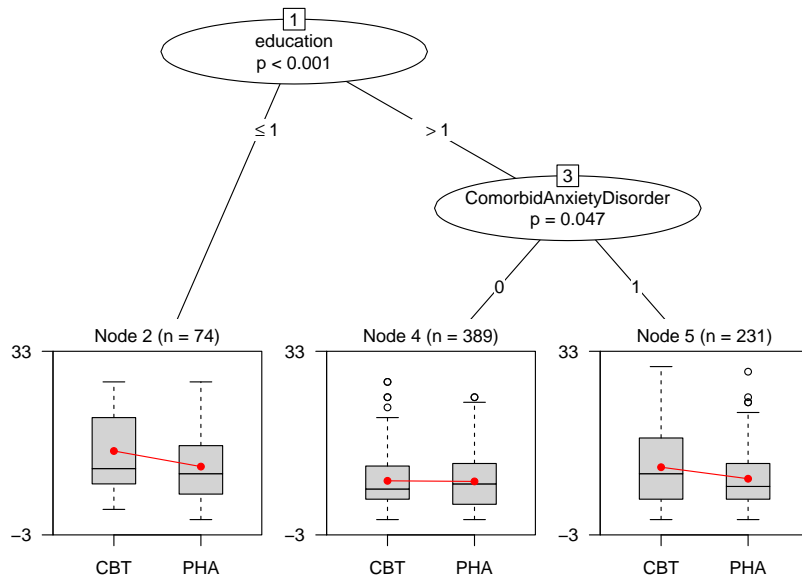 1
education
p < 0.001
≤ 1
> 1
3
ComorbidAnxietyDisorder
p = 0.047
0
1
Node 2 (n = 74)
Node 4 (n = 389)
Node 5 (n = 231)
33
−3
CBT
PHA
33
−3
CBT
PHA
33
−3
CBT
PHA